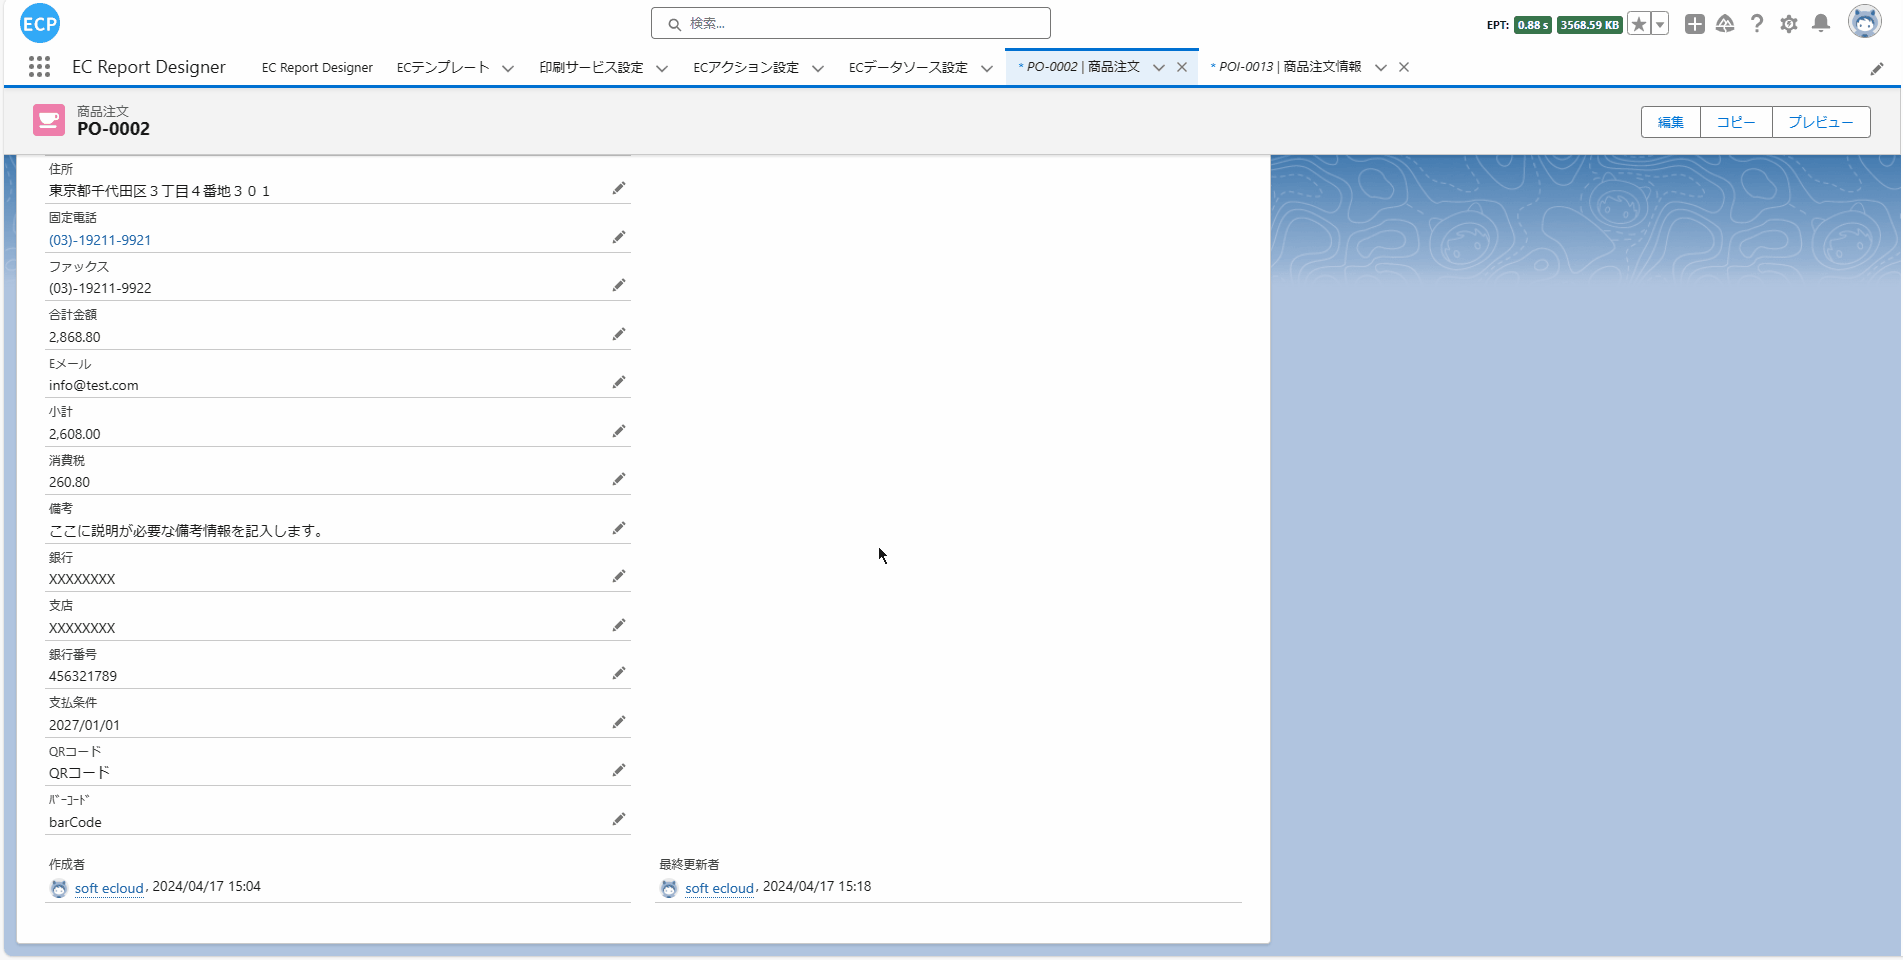 ECP
検索...
EPT: 0.88 s 3568.59 KB
EC Report Designer
EC Report Designer
ECテンプレート
印刷サービス設定
ECアクション設定
ECデータソース設定
* PO-0002 | 商品注文
* POI-0013 | 商品注文情報
商品注文
PO-0002
編集
コピー
プレビュー
住所
東京都千代田区３丁目４番地３０１
固定電話
(03)-19211-9921
ファックス
(03)-19211-9922
合計金額
2,868.80
Eメール
info@test.com
小計
2,608.00
消費税
260.80
備考
ここに説明が必要な備考情報を記入します。
銀行
XXXXXXXX
支店
XXXXXXXX
銀行番号
456321789
支払条件
2027/01/01
QRコード
QRコード
ﾊﾞｰｺｰﾄﾞ
barCode
作成者
soft ecloud, 2024/04/17 15:04
最終更新者
soft ecloud, 2024/04/17 15:18